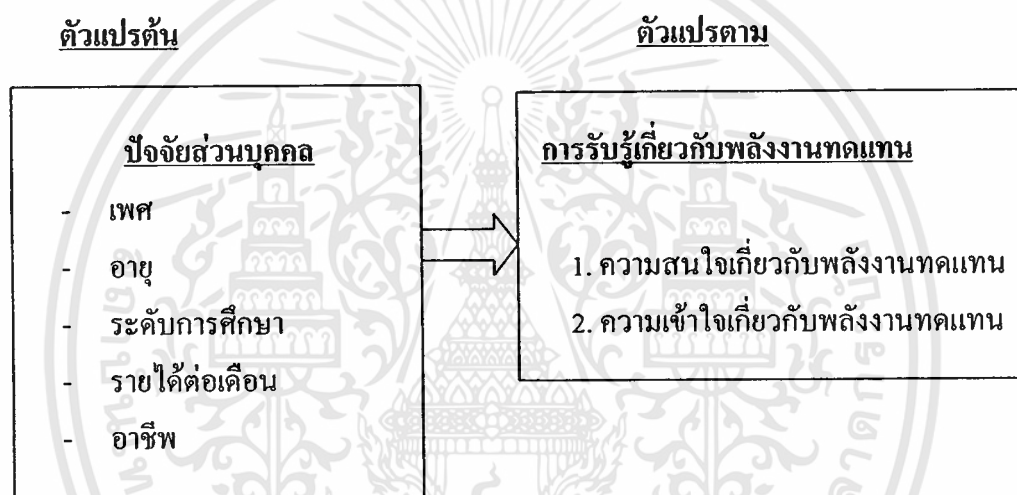 ตัวแปรต้น
ตัวแปรตาม
ปัจจัยส่วนบุคคล
- เพศ
- อายุ
- ระดับการศึกษา
- รายได้ต่อเดือน
- อาชีพ
การรับรู้เกี่ยวกับพลังงานทดแทน
1. ความสนใจเกี่ยวกับพลังงานทดแทน
2. ความเข้าใจเกี่ยวกับพลังงานทดแทน